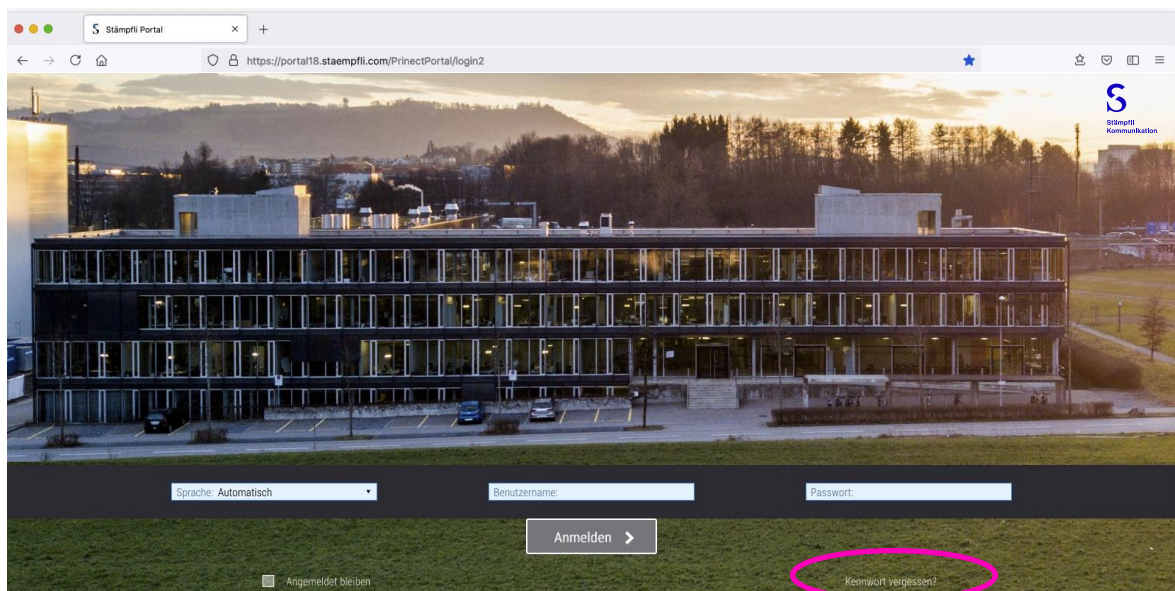 Stämpfli Portal
https://portal18.staempfli.com/PrinectPortal/login2
S
Stämpfli
Kommunikation
Sprache: Automatisch
Benutzername:
Passwort:
Anmelden
Angemeldet bleiben
Kennwort vergessen?